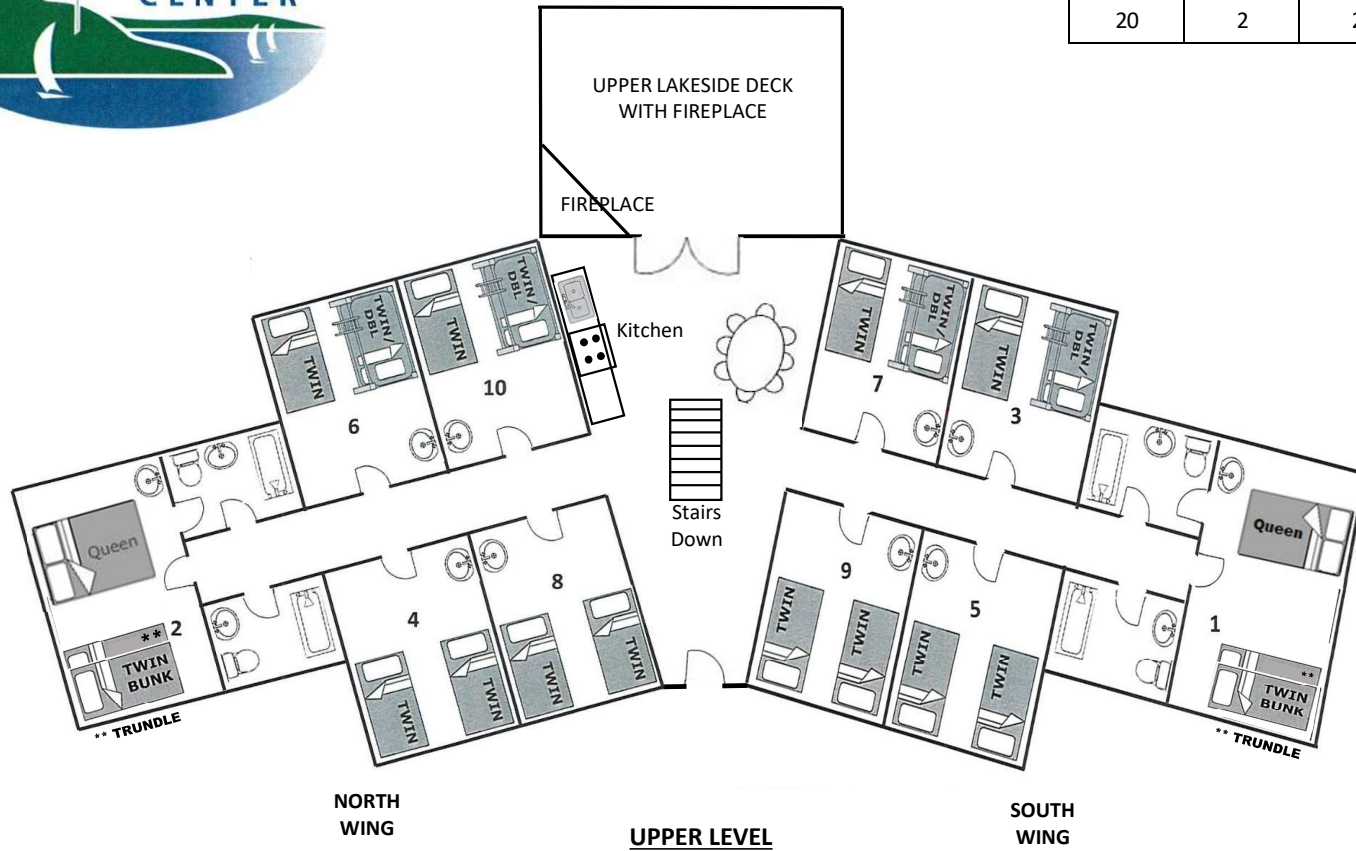 CENTER
20 2 2
UPPER LAKESIDE DECK
WITH FIREPLACE
FIREPLACE
TWIN
TWIN/
DBL
6
TWIN
TWIN/
DBL
10
Kitchen
TWIN
TWIN/
DBL
7
TWIN
TWIN/
DBL
3
Stairs
Down
Queen
**
2
TWIN
BUNK
** TRUNDLE
4
TWIN
TWIN
8
TWIN
TWIN
9
TWIN
TWIN
5
TWIN
TWIN
Queen
1
**
TWIN
BUNK
** TRUNDLE
NORTH
WING
UPPER LEVEL
SOUTH
WING